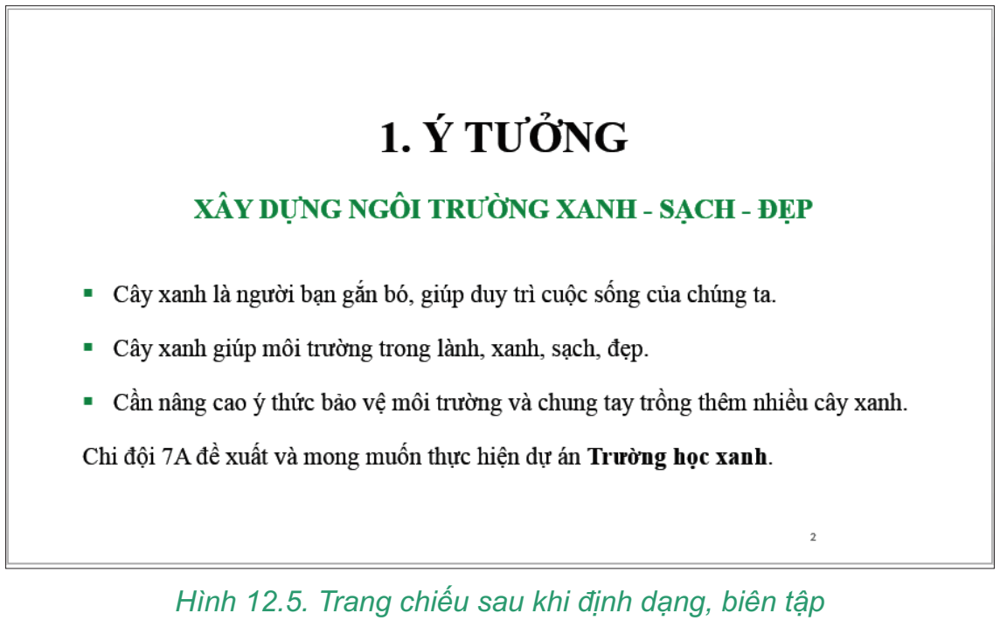 1. Ý TƯỞNG
XÂY DỰNG NGÔI TRƯỜNG XANH - SẠCH - ĐẸP
▪ Cây xanh là người bạn gắn bó, giúp duy trì cuộc sống của chúng ta.
▪ Cây xanh giúp môi trường trong lành, xanh, sạch, đẹp.
▪ Cần nâng cao ý thức bảo vệ môi trường và chung tay trồng thêm nhiều cây xanh.
Chi đội 7A đề xuất và mong muốn thực hiện dự án Trường học xanh.
2
Hình 12.5. Trang chiếu sau khi định dạng, biên tập